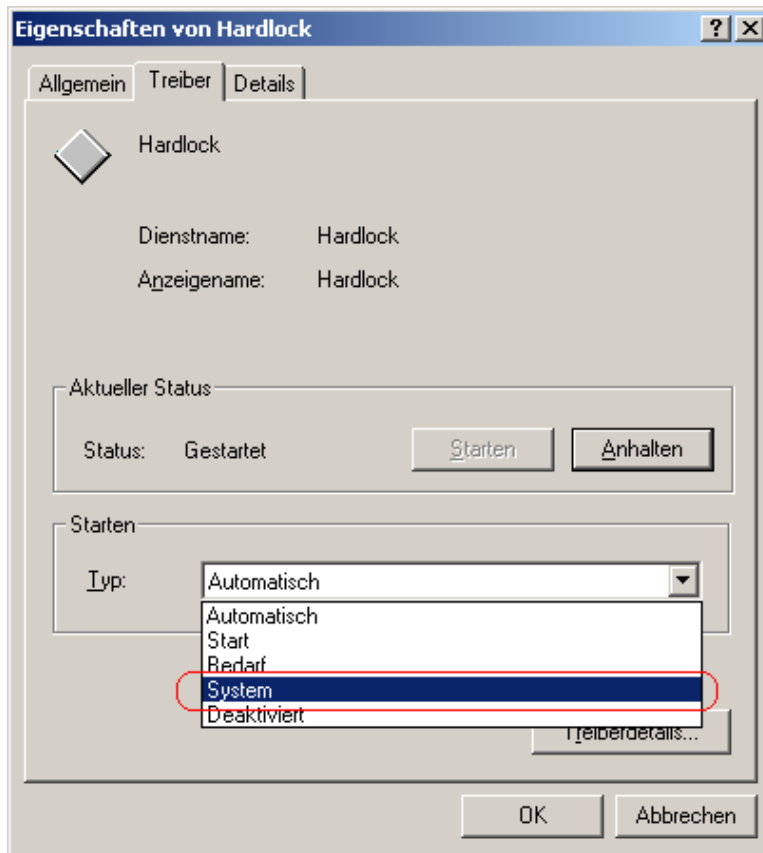 Eigenschaften von Hardlock
Allgemein Treiber Details
Hardlock
Dienstname: Hardlock
Anzeigename: Hardlock
Aktueller Status
Status: Gestartet Starten Anhalten
Starten
Typ: Automatisch
Automatisch
Start
Bedarf
System
Deaktiviert
Treiberdetails...
OK Abbrechen